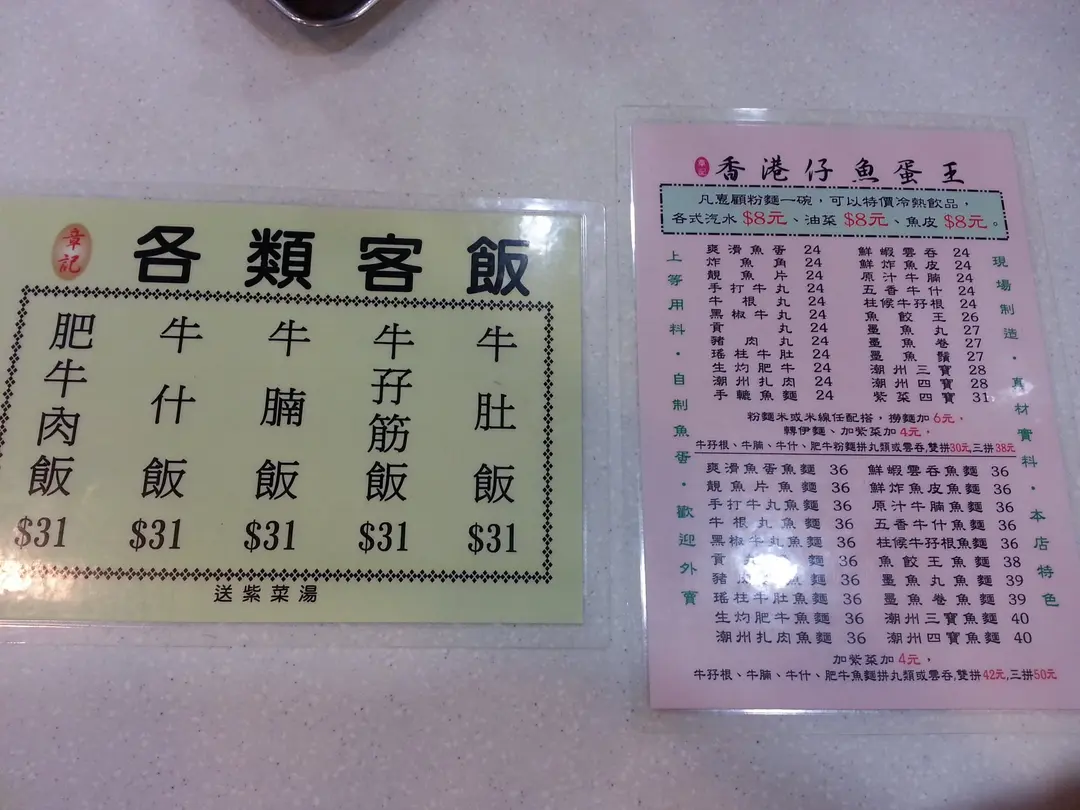 章記
各類客飯
肥牛肉飯 $31
牛什飯 $31
牛腩飯 $31
牛孖筋飯 $31
牛肚飯 $31
送紫菜湯
章記 香港仔魚蛋王
凡惠顧粉麵一碗，可以特價冷熱飲品，
各式汽水 $8元、油菜 $8元、魚皮 $8元。
上等用料·自制魚蛋·歡迎外賣
爽滑魚蛋 24 鮮蝦雲吞 24
炸魚角 24 鮮炸魚皮 24
靚魚片 24 原汁牛腩 24
手打牛丸 24 五香牛什 24
牛根丸 24 柱候牛孖根 24
黑椒牛丸 24 魚餃王 26
貢丸 24 墨魚丸 27
豬肉丸 24 墨魚卷 27
瑤柱牛肚 24 墨魚鬚 27
生灼肥牛 24 潮州三寶 28
潮州扎肉 24 潮州四寶 28
手轆魚麵 24 紫菜四寶 31
粉麵米或米線任配搭，撈麵加 6元，
轉伊麵、加紫菜加 4元，
牛孖根、牛腩、牛什、肥牛粉麵拼丸類或雲吞,雙拼30元,三拼38元
爽滑魚蛋魚麵 36 鮮蝦雲吞魚麵 36
靚魚片魚麵 36 鮮炸魚皮魚麵 36
手打牛丸魚麵 36 原汁牛腩魚麵 36
牛根丸魚麵 36 五香牛什魚麵 36
黑椒牛丸魚麵 36 柱候牛孖根魚麵 36
貢丸魚麵 36 魚餃王魚麵 38
豬肉丸魚麵 36 墨魚丸魚麵 39
瑤柱牛肚魚麵 36 墨魚卷魚麵 39
生灼肥牛魚麵 36 潮州三寶魚麵 40
潮州扎肉魚麵 36 潮州四寶魚麵 40
加紫菜加 4元，
牛孖根、牛腩、牛什、肥牛魚麵拼丸類或雲吞,雙拼42元,三拼50元
現場制造·真材實料·本店特色